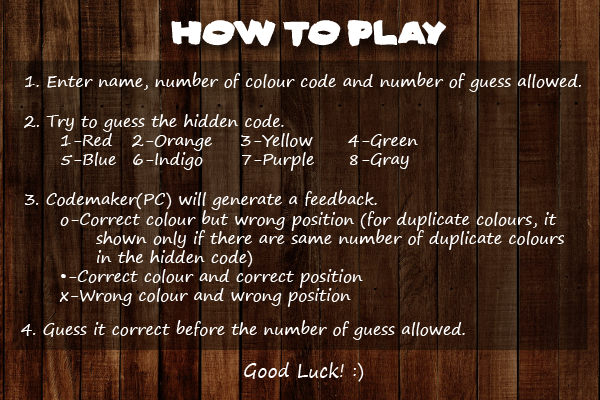 HOW TO PLAY
1. Enter name, number of colour code and number of guess allowed.
2. Try to guess the hidden code.
1-Red 2-Orange 3-Yellow 4-Green
5-Blue 6-Indigo 7-Purple 8-Gray
3. Codemaker(PC) will generate a feedback.
o-Correct colour but wrong position (for duplicate colours, it
shown only if there are same number of duplicate colours
in the hidden code)
•-Correct colour and correct position
x-Wrong colour and wrong position
4. Guess it correct before the number of guess allowed.
Good Luck! :)